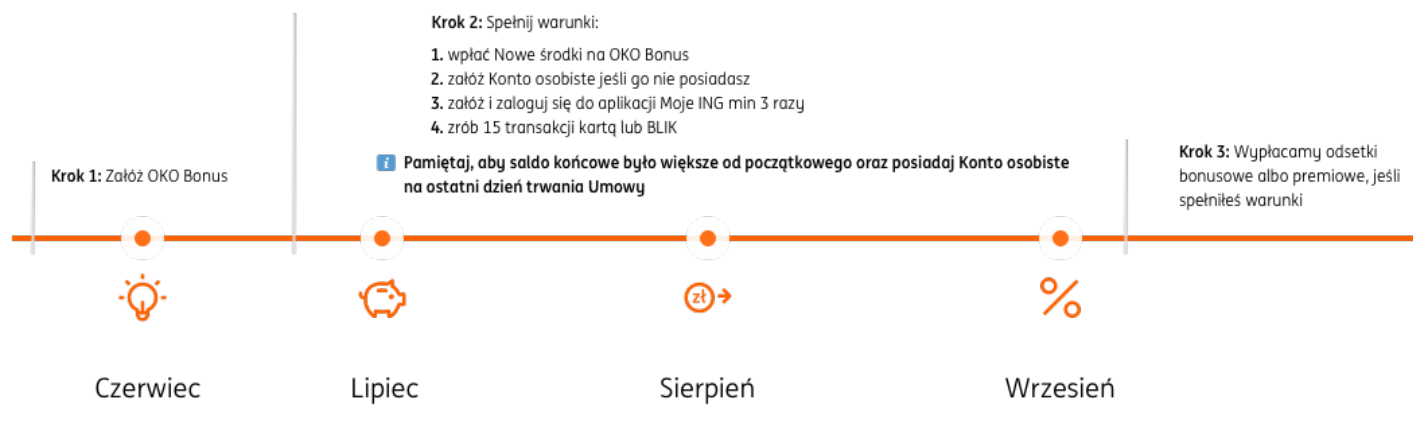 Krok 2: Spełnij warunki:
1. wpłać Nowe środki na OKO Bonus
2. załóż Konto osobiste jeśli go nie posiadasz
3. załóż i zaloguj się do aplikacji Moje ING min 3 razy
4. zrób 15 transakcji kartą lub BLIK
i Pamiętaj, aby saldo końcowe było większe od początkowego oraz posiadaj Konto osobiste
na ostatni dzień trwania Umowy
Krok 1: Załóż OKO Bonus
Krok 3: Wypłacamy odsetki
bonusowe albo premiowe, jeśli
spełniłeś warunki
zł
Czerwiec
Lipiec
Sierpień
Wrzesień